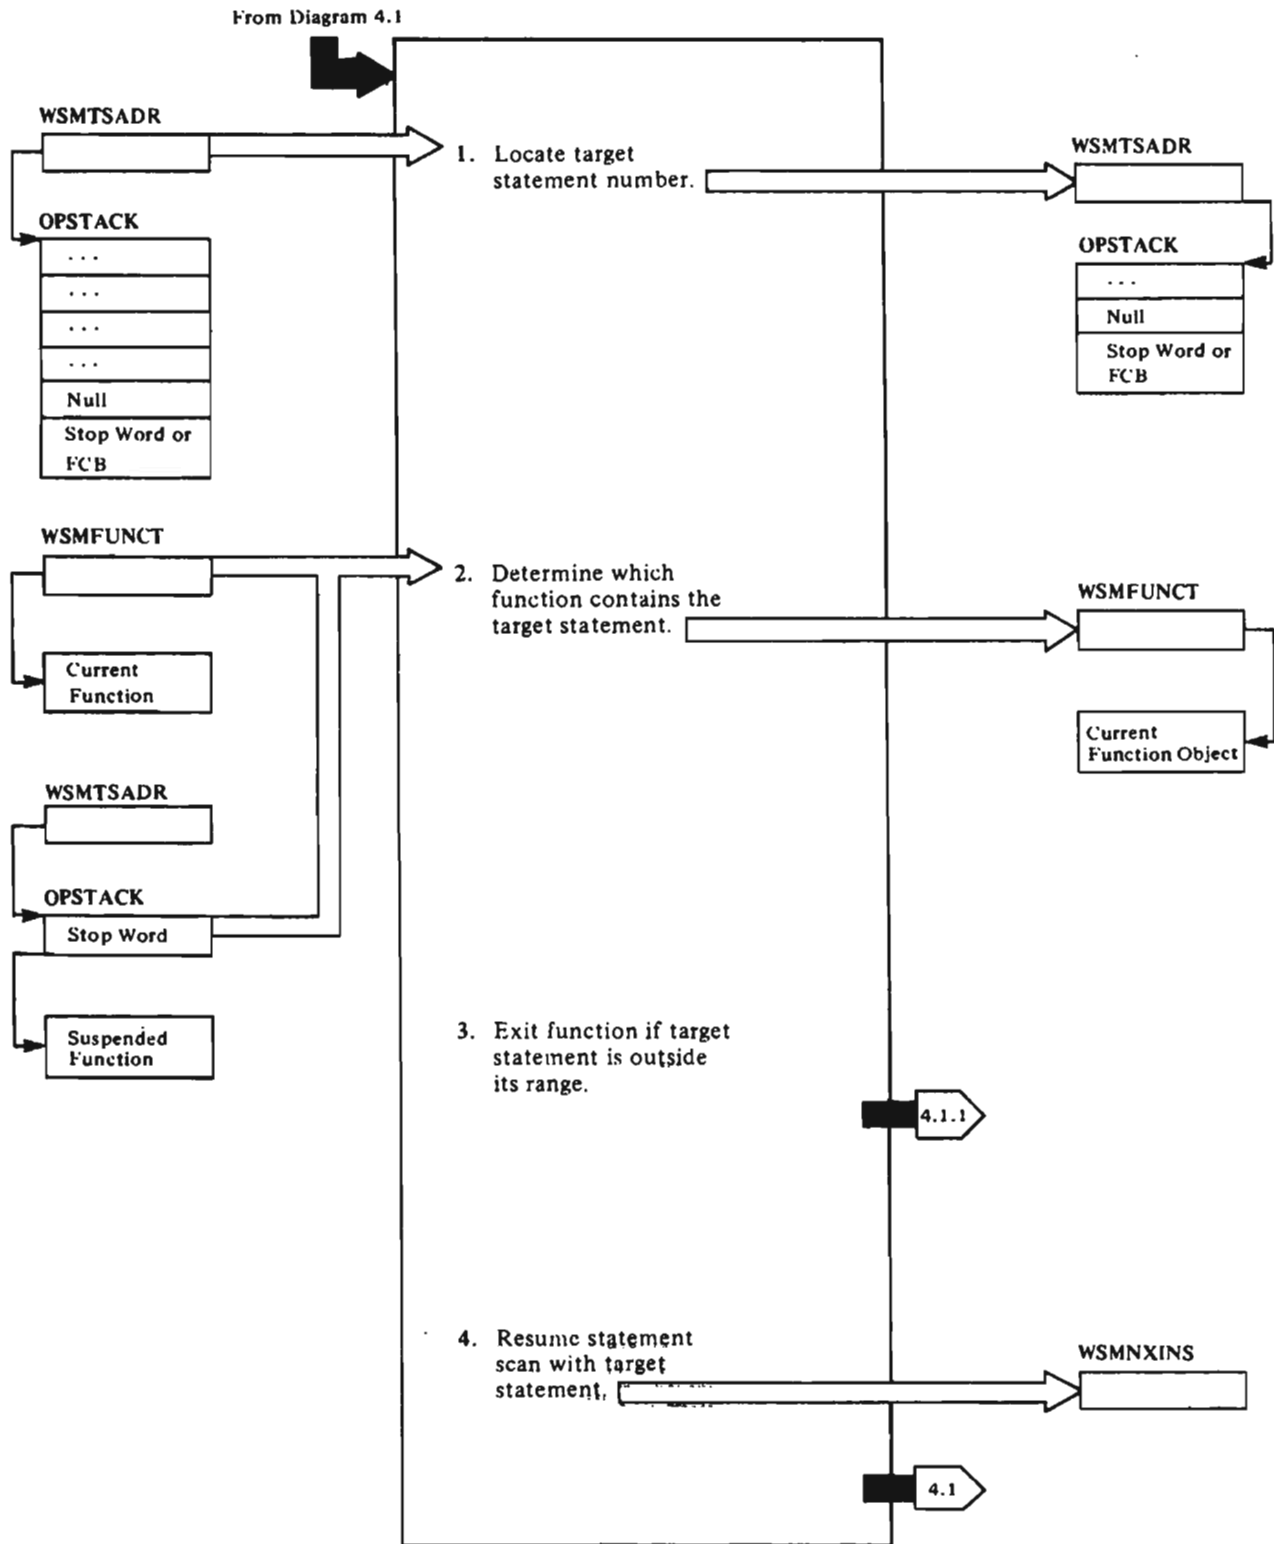 From Diagram 4.1
WSMTSADR
OPSTACK
. . .
. . .
. . .
. . .
Null
Stop Word or
FCB
1. Locate target
statement number.
WSMTSADR
OPSTACK
. . .
Null
Stop Word or
FCB
WSMFUNCT
Current
Function
WSMTSADR
OPSTACK
Stop Word
Suspended
Function
2. Determine which
function contains the
target statement.
WSMFUNCT
Current
Function Object
3. Exit function if target
statement is outside
its range.
4.1.1
4. Resume statement
scan with target
statement.
WSMNXINS
4.1